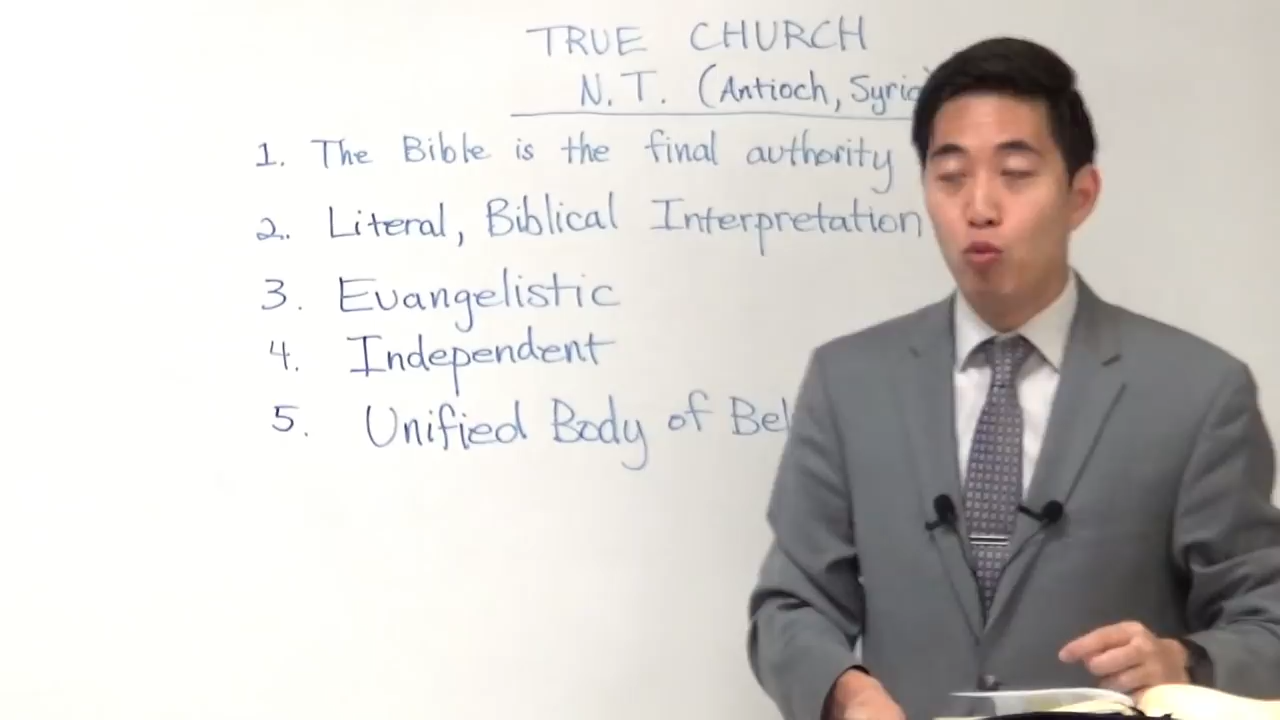 TRUE CHURCH
N. T. (Antioch, Syria)
1. The Bible is the final authority
2. Literal, Biblical Interpretation
3. Evangelistic
4. Independent
5. Unified Body of